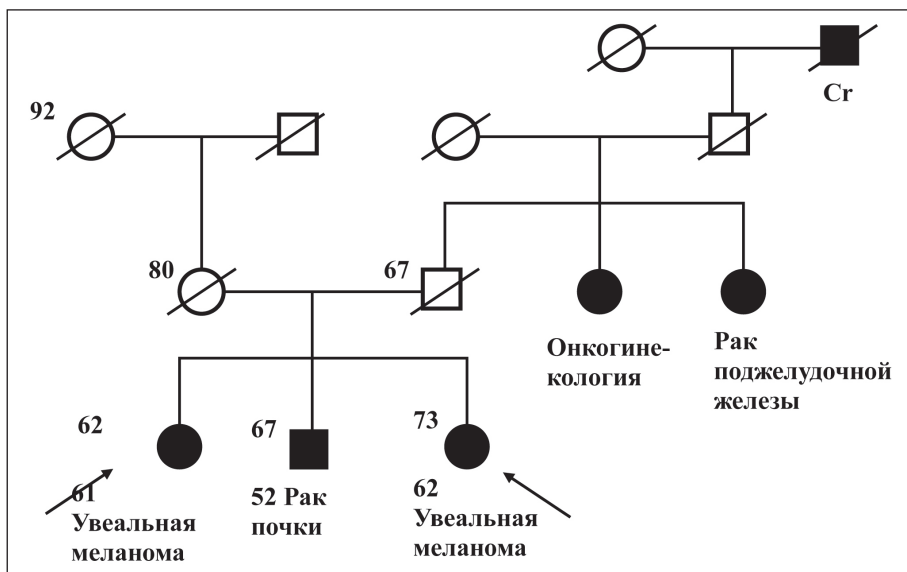 Cr
92
80
67
Онкогине-
кология
Рак
поджелудочной
железы
62
61
Увеальная
меланома
67
52 Рак
почки
73
62
Увеальная
меланома